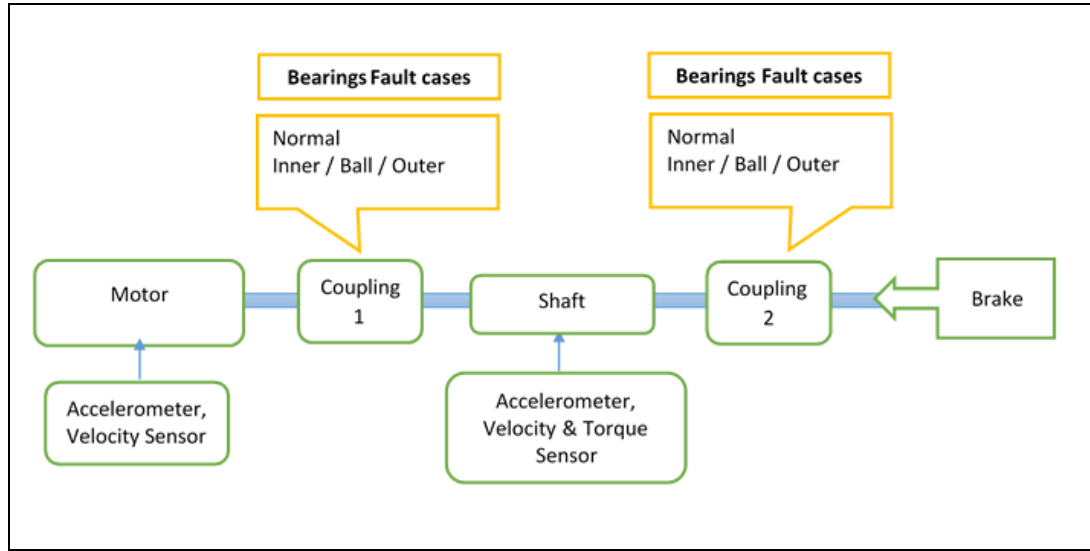 Bearings Fault cases
Normal
Inner / Ball / Outer
Bearings Fault cases
Normal
Inner / Ball / Outer
Motor
Coupling
1
Shaft
Coupling
2
Brake
Accelerometer,
Velocity Sensor
Accelerometer,
Velocity & Torque
Sensor